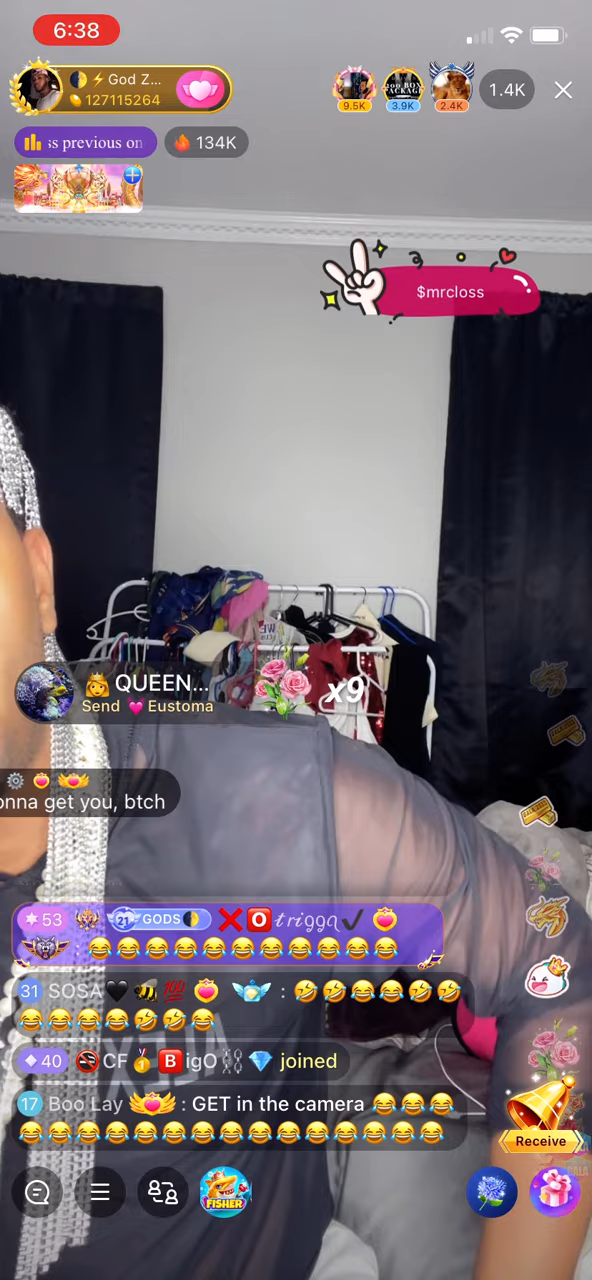 6:38
God Z...
127115264
9.5K
3.9K
2.4K
1.4K
ss previous on
134K
$mrcloss
QUEEN...
Send Eustoma
x9
onna get you, btch
53 21 GODS trigga
31 SOSA :
40 CF BigO joined
17 Boo Lay : GET in the camera
Receive
FISHER